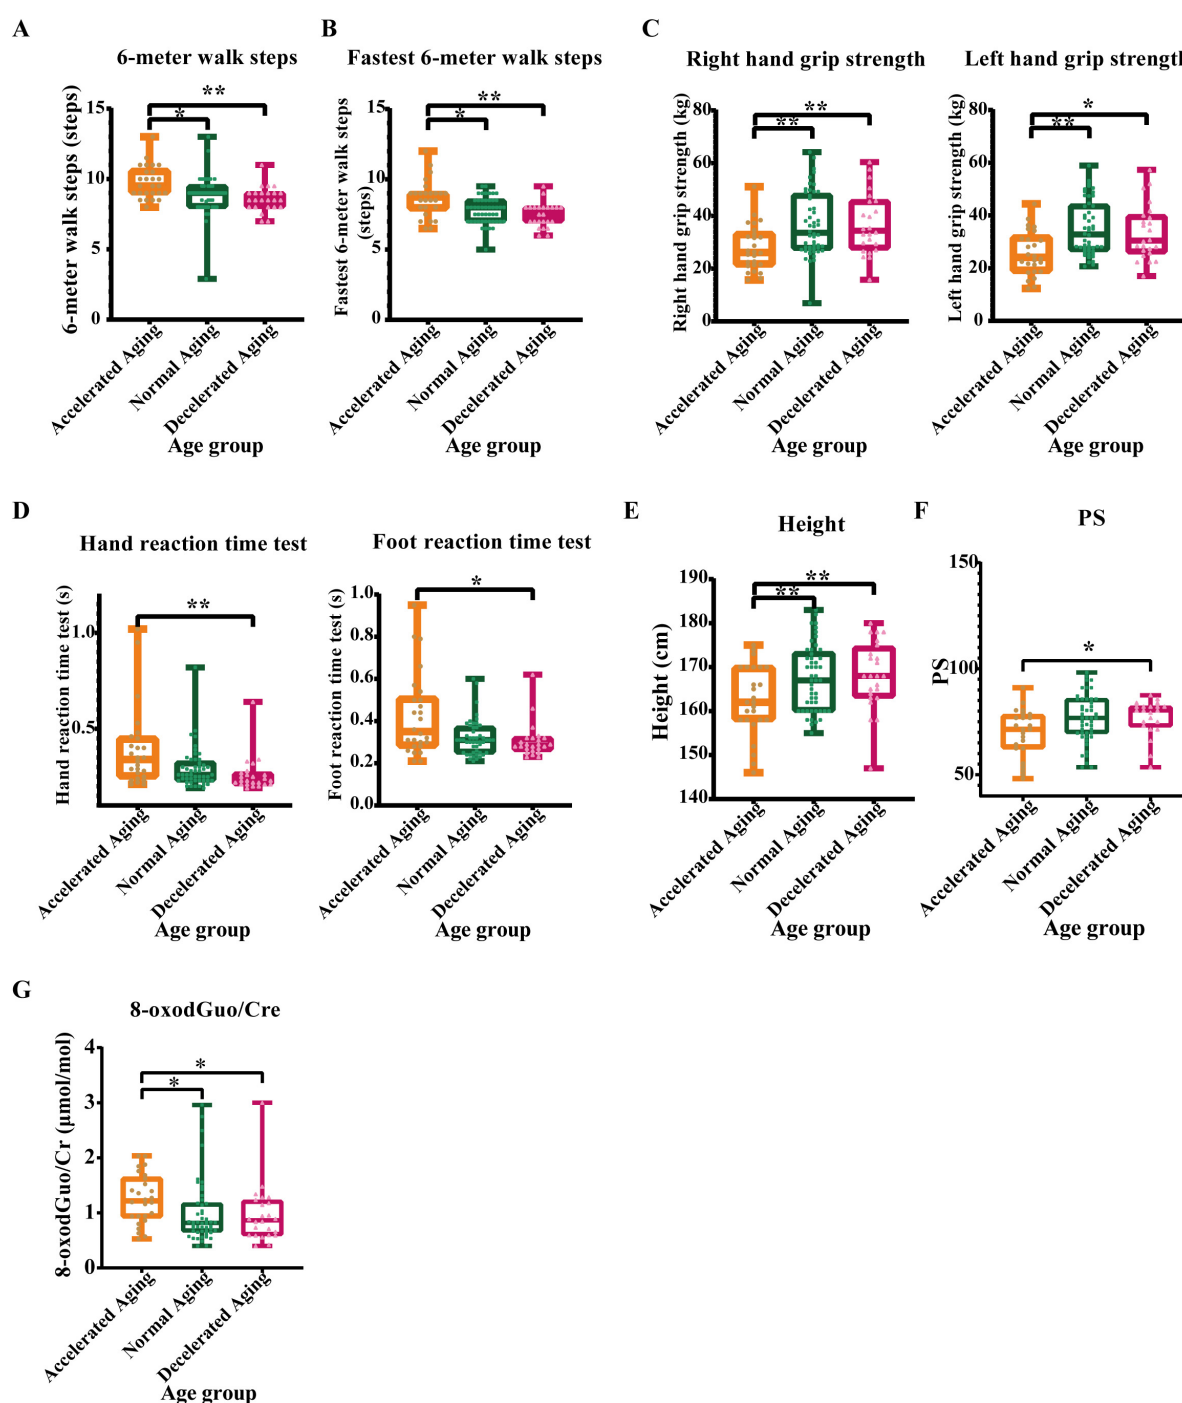 A
6-meter walk steps
6-meter walk steps (steps)
15
10
5
0
*
**
Accelerated Aging
Normal Aging
Decelerated Aging
Age group
B
Fastest 6-meter walk steps
Fastest 6-meter walk steps
(steps)
15
10
5
0
*
**
Accelerated Aging
Normal Aging
Decelerated Aging
Age group
C
Right hand grip strength
Right hand grip strength (kg)
80
60
40
20
0
**
**
Accelerated Aging
Normal Aging
Decelerated Aging
Age group
Left hand grip strength
Left hand grip strength (kg)
80
60
40
20
0
*
**
Accelerated Aging
Normal Aging
Decelerated Aging
Age group
D
Hand reaction time test
Hand reaction time test (s)
1.0
0.5
**
Accelerated Aging
Normal Aging
Decelerated Aging
Age group
Foot reaction time test
Foot reaction time test (s)
1.0
0.8
0.6
0.4
0.2
0.0
*
Accelerated Aging
Normal Aging
Decelerated Aging
Age group
E
Height
Height (cm)
190
180
170
160
150
140
**
**
Accelerated Aging
Normal Aging
Decelerated Aging
Age group
F
PS
PS
150
100
50
*
Accelerated Aging
Normal Aging
Decelerated Aging
Age group
G
8-oxodGuo/Cre
8-oxodGuo/Cr (μmol/mol)
4
3
2
1
0
*
*
Accelerated Aging
Normal Aging
Decelerated Aging
Age group